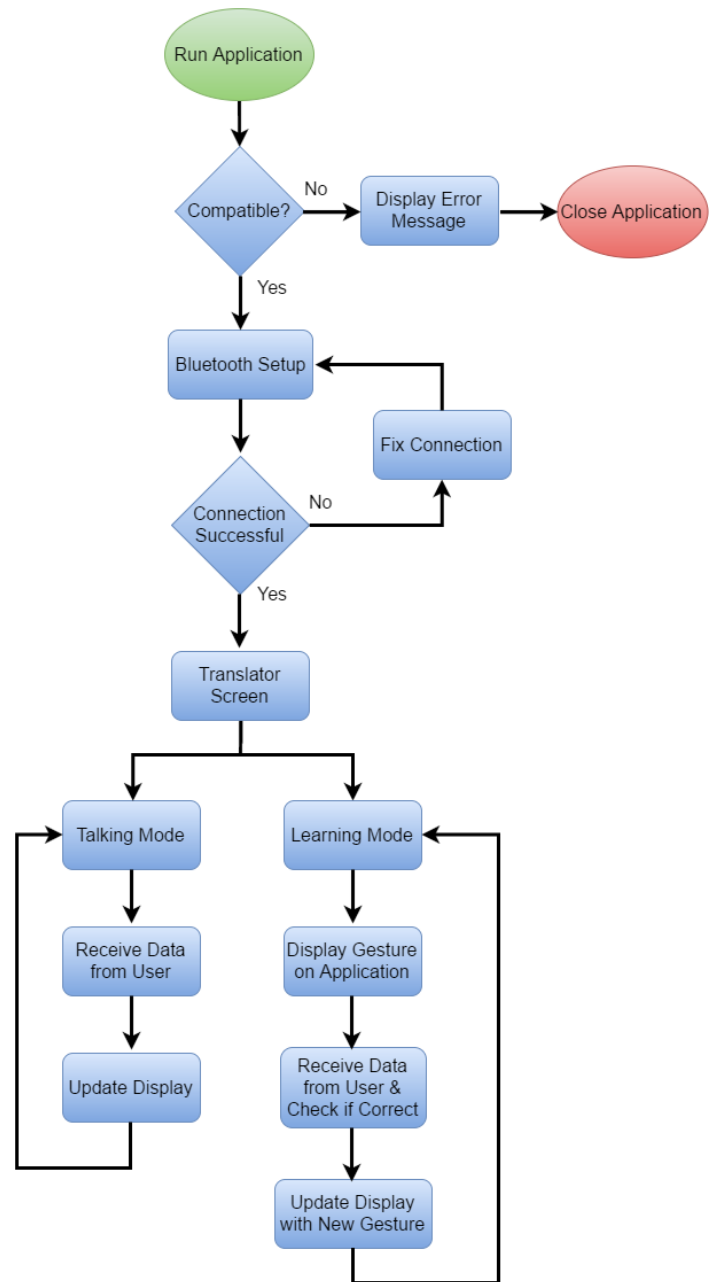 Run Application
Compatible?
No
Display Error
Message
Close Application
Yes
Bluetooth Setup
Fix Connection
Connection
Successful
No
Yes
Translator
Screen
Talking Mode
Learning Mode
Receive Data
from User
Display Gesture
on Application
Update Display
Receive Data
from User &
Check if Correct
Update Display
with New Gesture